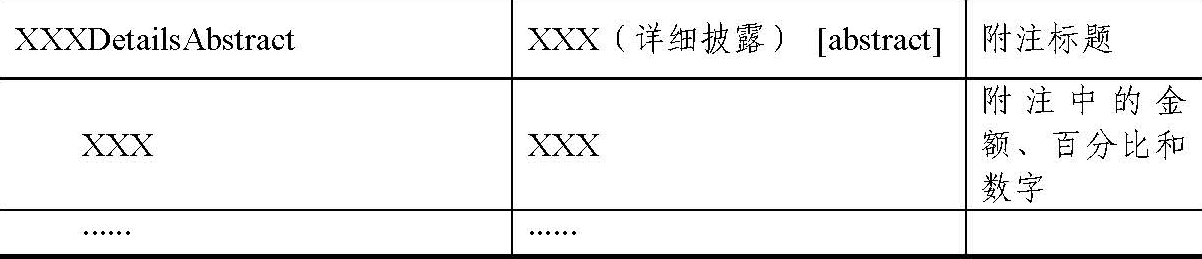 XXXDetailsAbstract XXX（详细披露） [abstract] 附注标题
XXX XXX 附注中的金
额、百分比和
数字
…… ……